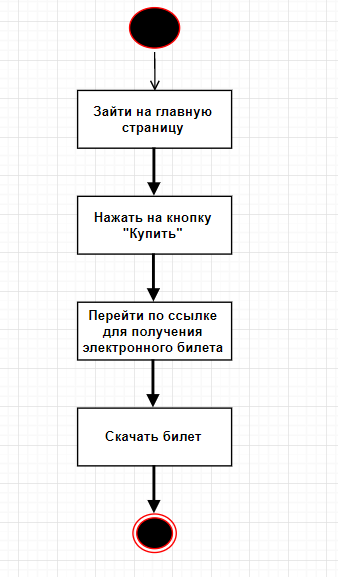 Зайти на главную
страницу
Нажать на кнопку
"Купить"
Перейти по ссылке
для получения
электронного билета
Скачать билет